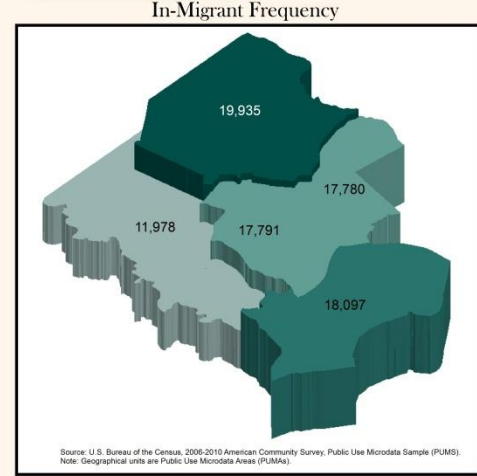 In-Migrant Frequency
19,935
17,780
11,978
17,791
18,097
Source: U.S. Bureau of the Census, 2006-2010 American Community Survey, Public Use Microdata Sample (PUMS).
Note: Geographical units are Public Use Microdata Areas (PUMAs).